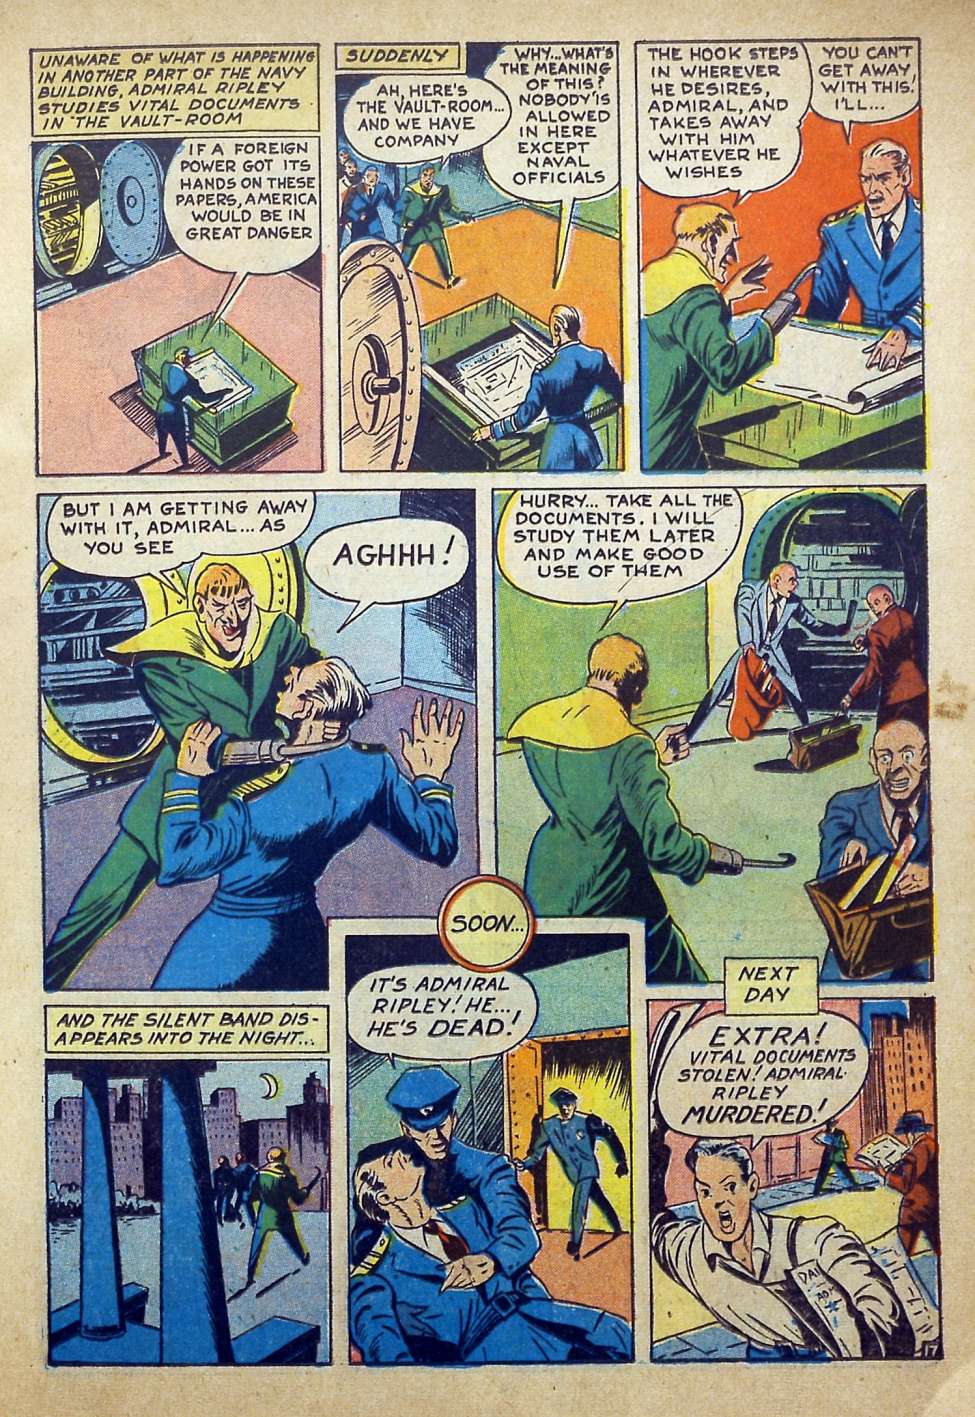 UNAWARE OF WHAT IS HAPPENING
IN ANOTHER PART OF THE NAVY
BUILDING, ADMIRAL RIPLEY
STUDIES VITAL DOCUMENTS
IN THE VAULT-ROOM
IF A FOREIGN
POWER GOT ITS
HANDS ON THESE
PAPERS, AMERICA
WOULD BE IN
GREAT DANGER
SUDDENLY
AH, HERE'S
THE VAULT-ROOM...
AND WE HAVE
COMPANY
WHY...WHAT'S
THE MEANING
OF THIS?
NOBODY IS
ALLOWED
IN HERE
EXCEPT
NAVAL
OFFICIALS
THE HOOK STEPS
IN WHEREVER
HE DESIRES,
ADMIRAL, AND
TAKES AWAY
WITH HIM
WHATEVER HE
WISHES
YOU CAN'T
GET AWAY
WITH THIS!
I'LL...
BUT I AM GETTING AWAY
WITH IT, ADMIRAL... AS
YOU SEE
AGHHH!
HURRY... TAKE ALL THE
DOCUMENTS. I WILL
STUDY THEM LATER
AND MAKE GOOD
USE OF THEM
AND THE SILENT BAND DIS-
APPEARS INTO THE NIGHT...
SOON...
IT'S ADMIRAL
RIPLEY! HE...
HE'S DEAD!
NEXT
DAY
EXTRA!
VITAL DOCUMENTS
STOLEN! ADMIRAL
RIPLEY
MURDERED!
DAI
17